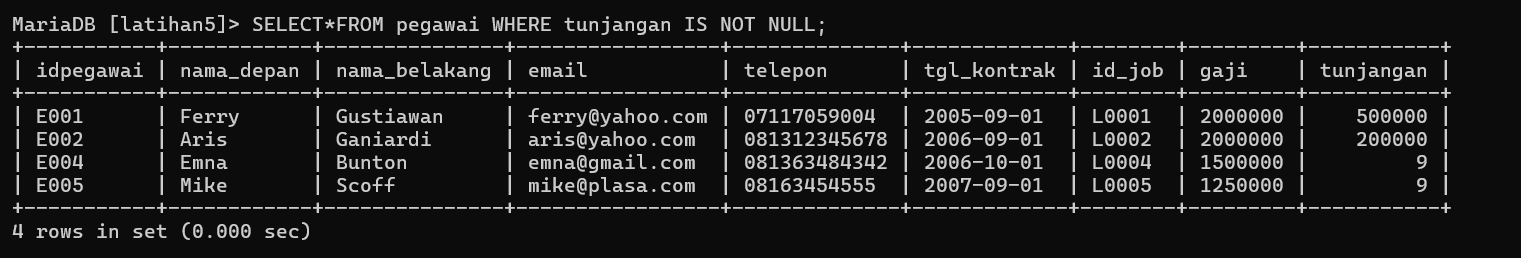 MariaDB [latihan5]> SELECT*FROM pegawai WHERE tunjangan IS NOT NULL;
+-----------+------------+---------------+-----------------+--------------+-------------+--------+---------+-----------+
| idpegawai | nama_depan | nama_belakang | email           | telepon      | tgl_kontrak | id_job | gaji    | tunjangan |
+-----------+------------+---------------+-----------------+--------------+-------------+--------+---------+-----------+
| E001      | Ferry      | Gustiawan     | ferry@yahoo.com | 07117059004  | 2005-09-01  | L0001  | 2000000 |    500000 |
| E002      | Aris       | Ganiardi      | aris@yahoo.com  | 081312345678 | 2006-09-01  | L0002  | 2000000 |    200000 |
| E004      | Emna       | Bunton        | emna@gmail.com  | 081363484342 | 2006-10-01  | L0004  | 1500000 |         9 |
| E005      | Mike       | Scoff         | mike@plasa.com  | 08163454555  | 2007-09-01  | L0005  | 1250000 |         9 |
+-----------+------------+---------------+-----------------+--------------+-------------+--------+---------+-----------+
4 rows in set (0.000 sec)